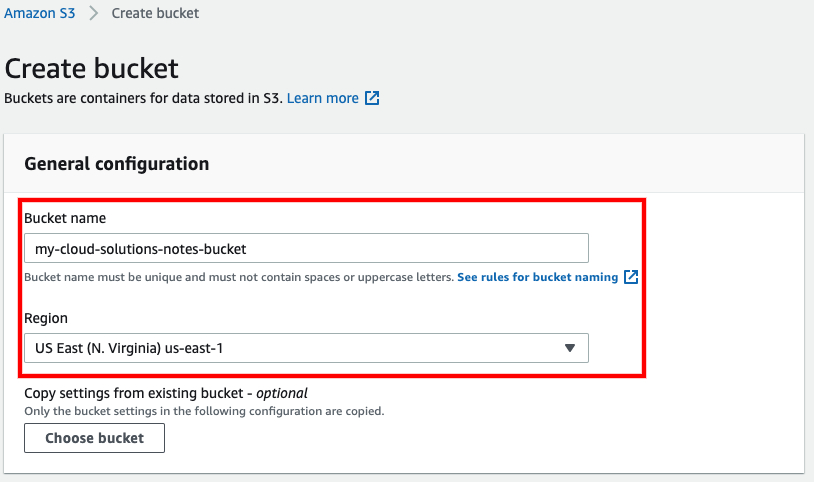 Amazon S3 > Create bucket
Create bucket
Buckets are containers for data stored in S3. Learn more
General configuration
Bucket name
my-cloud-solutions-notes-bucket
Bucket name must be unique and must not contain spaces or uppercase letters. See rules for bucket naming
Region
US East (N. Virginia) us-east-1
Copy settings from existing bucket - optional
Only the bucket settings in the following configuration are copied.
Choose bucket